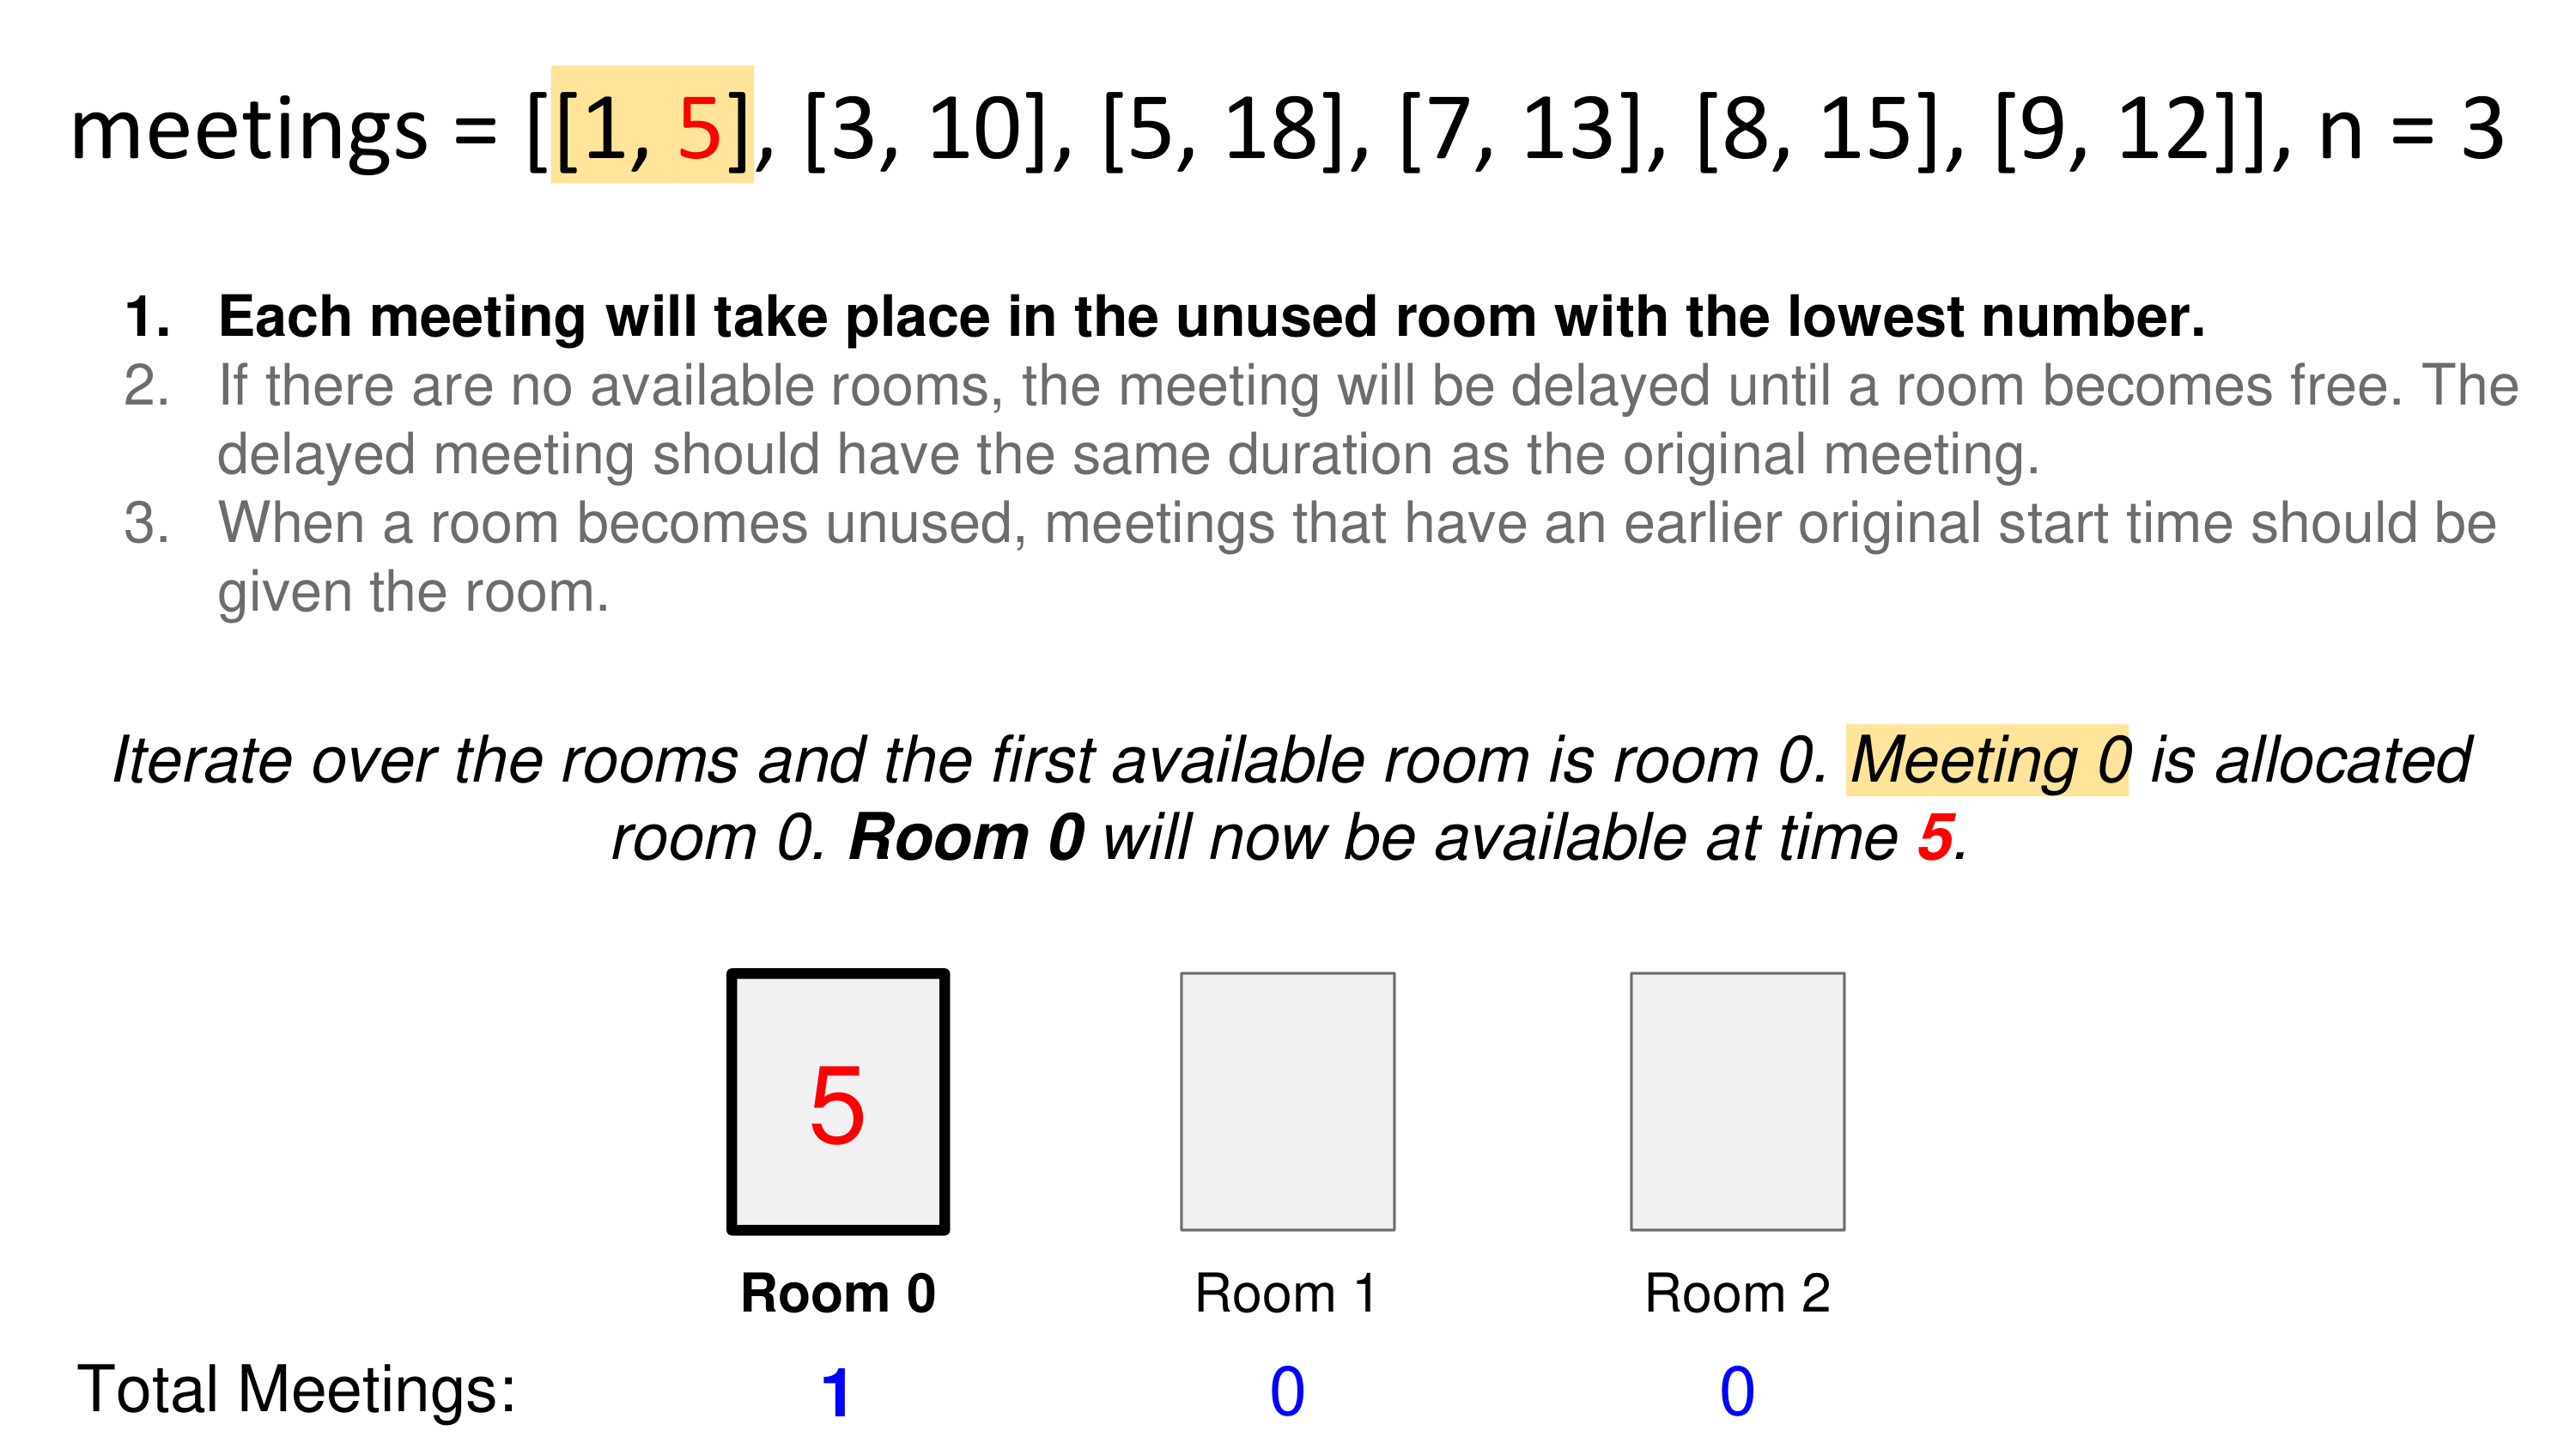 meetings = [[1, 5], [3, 10], [5, 18], [7, 13], [8, 15], [9, 12]], n = 3
1. Each meeting will take place in the unused room with the lowest number.
2. If there are no available rooms, the meeting will be delayed until a room becomes free. The
delayed meeting should have the same duration as the original meeting.
3. When a room becomes unused, meetings that have an earlier original start time should be
given the room.
Iterate over the rooms and the first available room is room 0. Meeting 0 is allocated
room 0. Room 0 will now be available at time 5.
5
Room 0 Room 1 Room 2
Total Meetings: 1 0 0